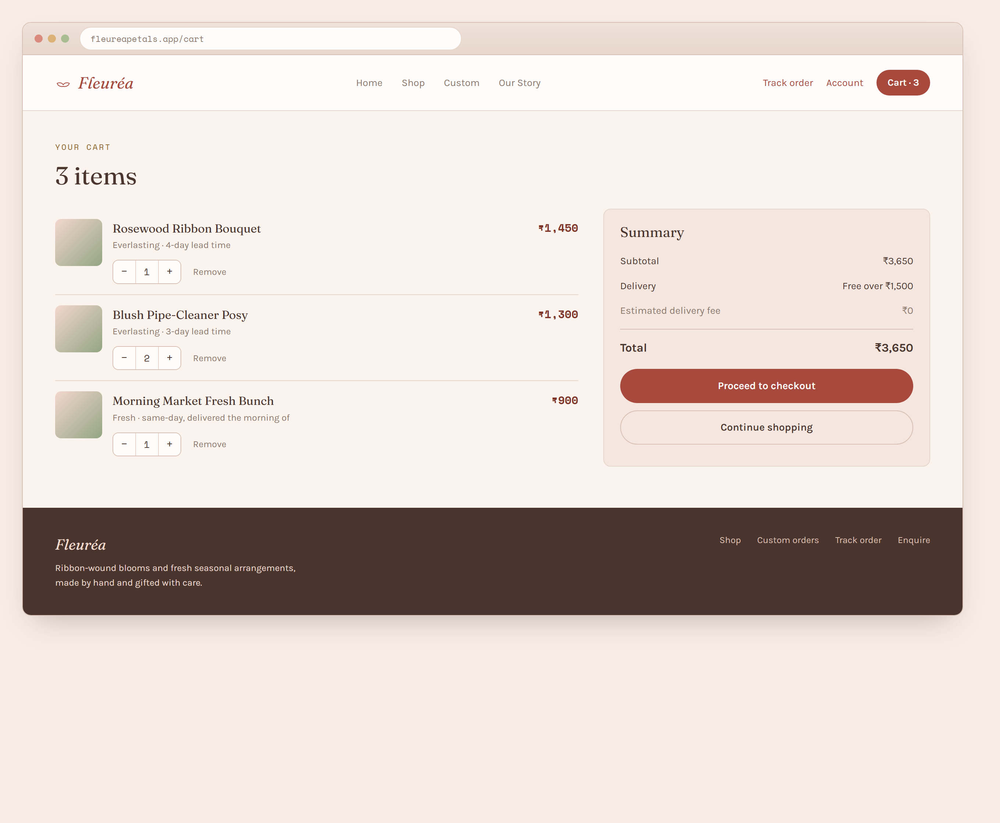 fleureapetals.app/cart
Fleuréa
Home Shop Custom Our Story
Track order Account Cart · 3
YOUR CART
3 items
Rosewood Ribbon Bouquet ₹1,450
Everlasting · 4-day lead time
− 1 + Remove
Blush Pipe-Cleaner Posy ₹1,300
Everlasting · 3-day lead time
− 2 + Remove
Morning Market Fresh Bunch ₹900
Fresh · same-day, delivered the morning of
− 1 + Remove
Summary
Subtotal ₹3,650
Delivery Free over ₹1,500
Estimated delivery fee ₹0
Total ₹3,650
Proceed to checkout
Continue shopping
Fleuréa
Ribbon-wound blooms and fresh seasonal arrangements,
made by hand and gifted with care.
Shop Custom orders Track order Enquire